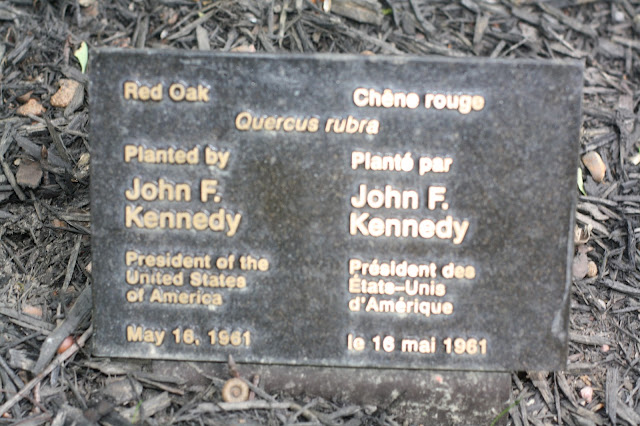 Red Oak
Chêne rouge
Quercus rubra
Planted by
John F.
Kennedy
President of the
United States
of America
May 16, 1961
Planté par
John F.
Kennedy
Président des
États-Unis
d'Amérique
le 16 mai 1961